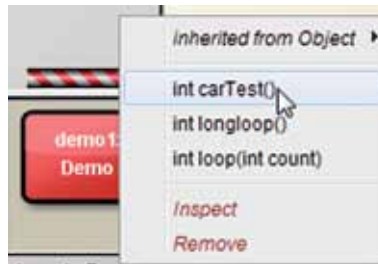 inherited from Object
int carTest()
int longloop()
int loop(int count)
demo1:
Demo
Inspect
Remove